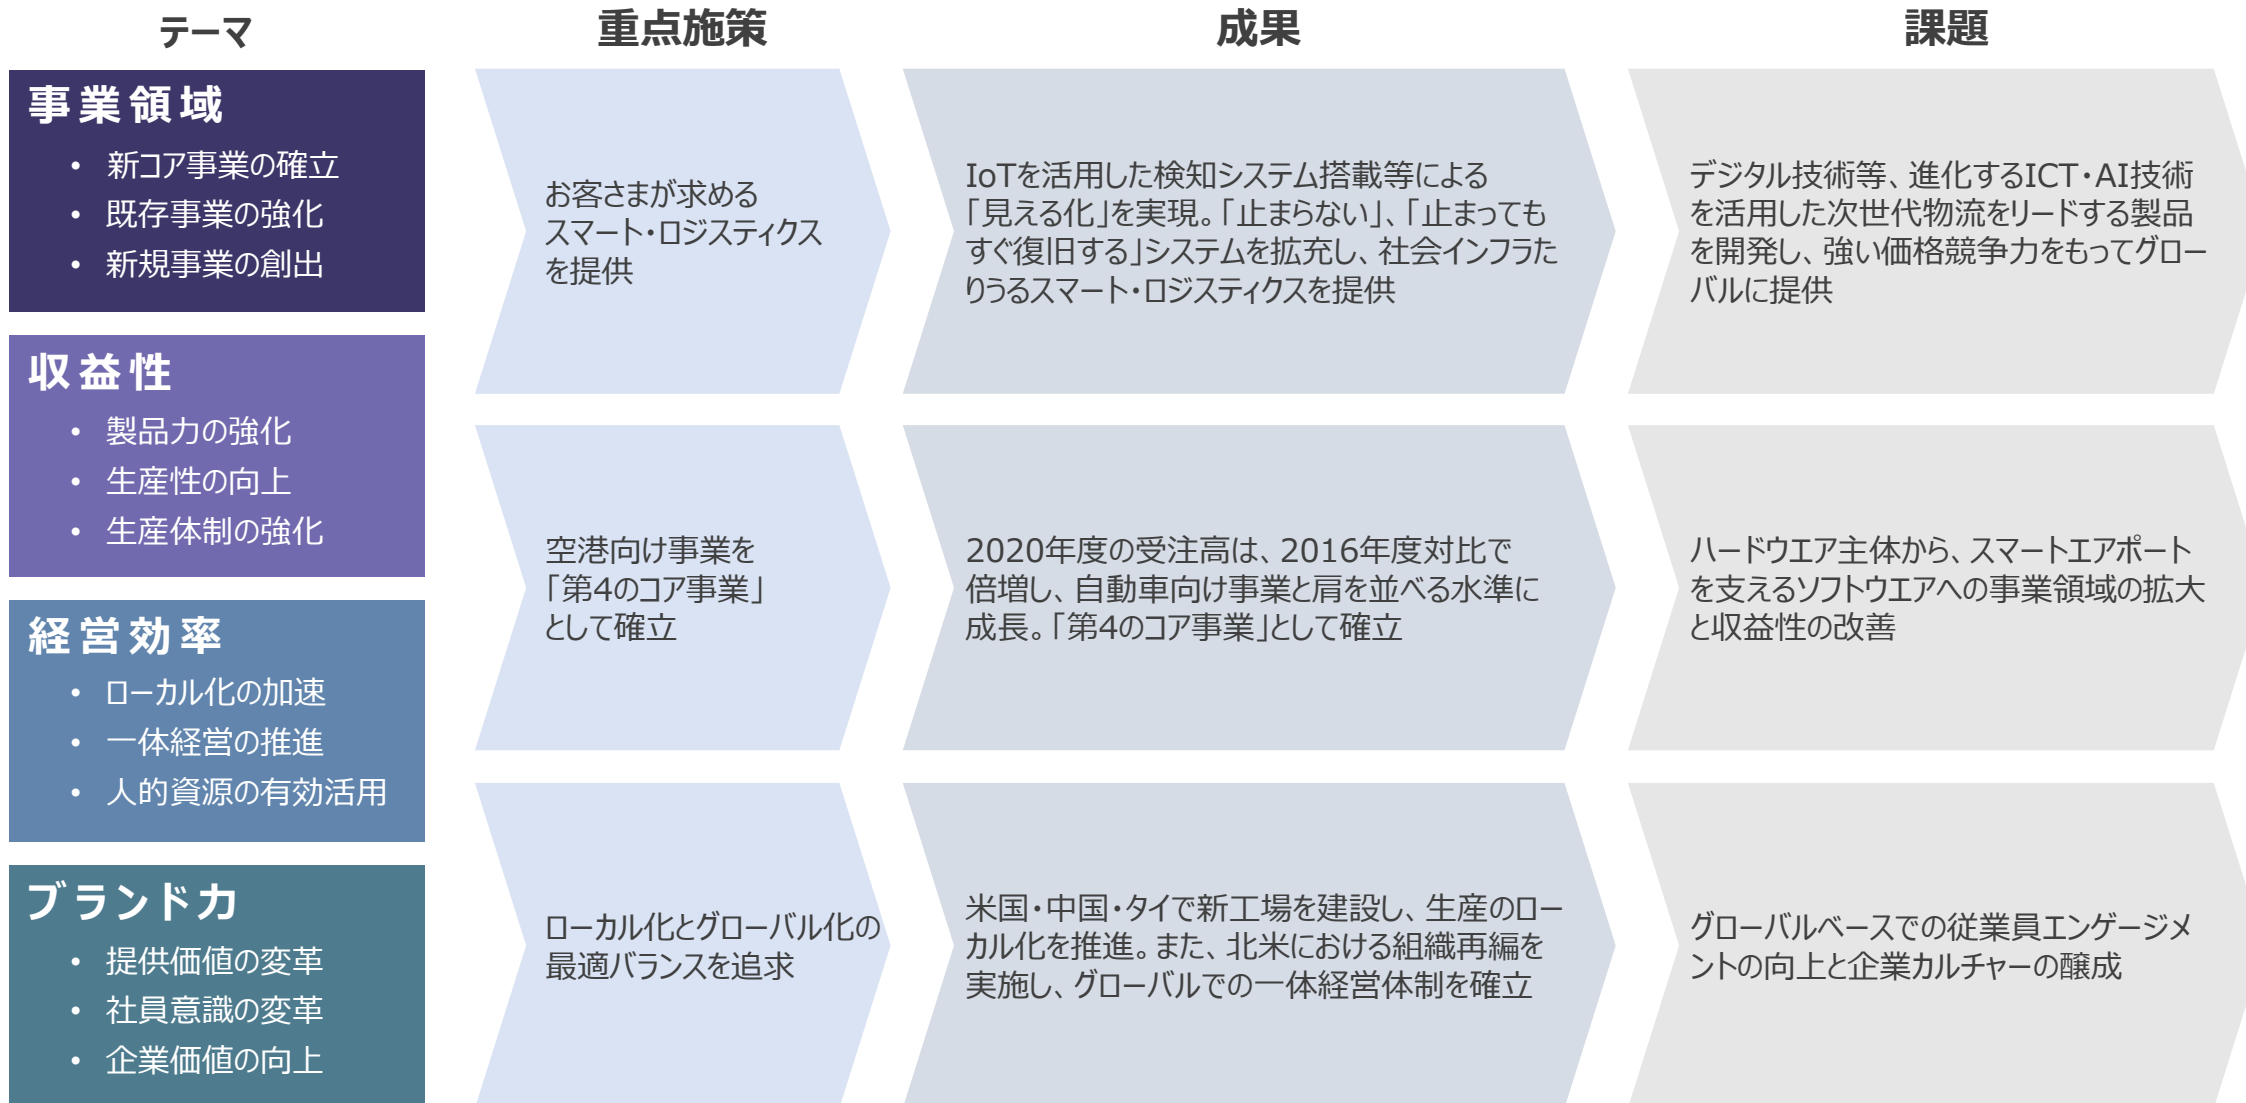 テーマ
重点施策
成果
課題
事業領域
• 新コア事業の確立
• 既存事業の強化
• 新規事業の創出
収益性
• 製品力の強化
• 生産性の向上
• 生産体制の強化
経営効率
• ローカル化の加速
• 一体経営の推進
• 人的資源の有効活用
ブランド力
• 提供価値の変革
• 社員意識の変革
• 企業価値の向上
お客さまが求める
スマート・ロジスティクス
を提供
IoTを活用した検知システム搭載等による
「見える化」を実現。「止まらない」、「止まっても
すぐ復旧する」システムを拡充し、社会インフラた
りうるスマート・ロジスティクスを提供
デジタル技術等、進化するICT・AI技術
を活用した次世代物流をリードする製品
を開発し、強い価格競争力をもってグロー
バルに提供
空港向け事業を
「第4のコア事業」
として確立
2020年度の受注高は、2016年度対比で
倍増し、自動車向け事業と肩を並べる水準に
成長。「第4のコア事業」として確立
ハードウエア主体から、スマートエアポート
を支えるソフトウエアへの事業領域の拡大
と収益性の改善
ローカル化とグローバル化の
最適バランスを追求
米国・中国・タイで新工場を建設し、生産のロー
カル化を推進。また、北米における組織再編を
実施し、グローバルでの一体経営体制を確立
グローバルベースでの従業員エンゲージメ
ントの向上と企業カルチャーの醸成